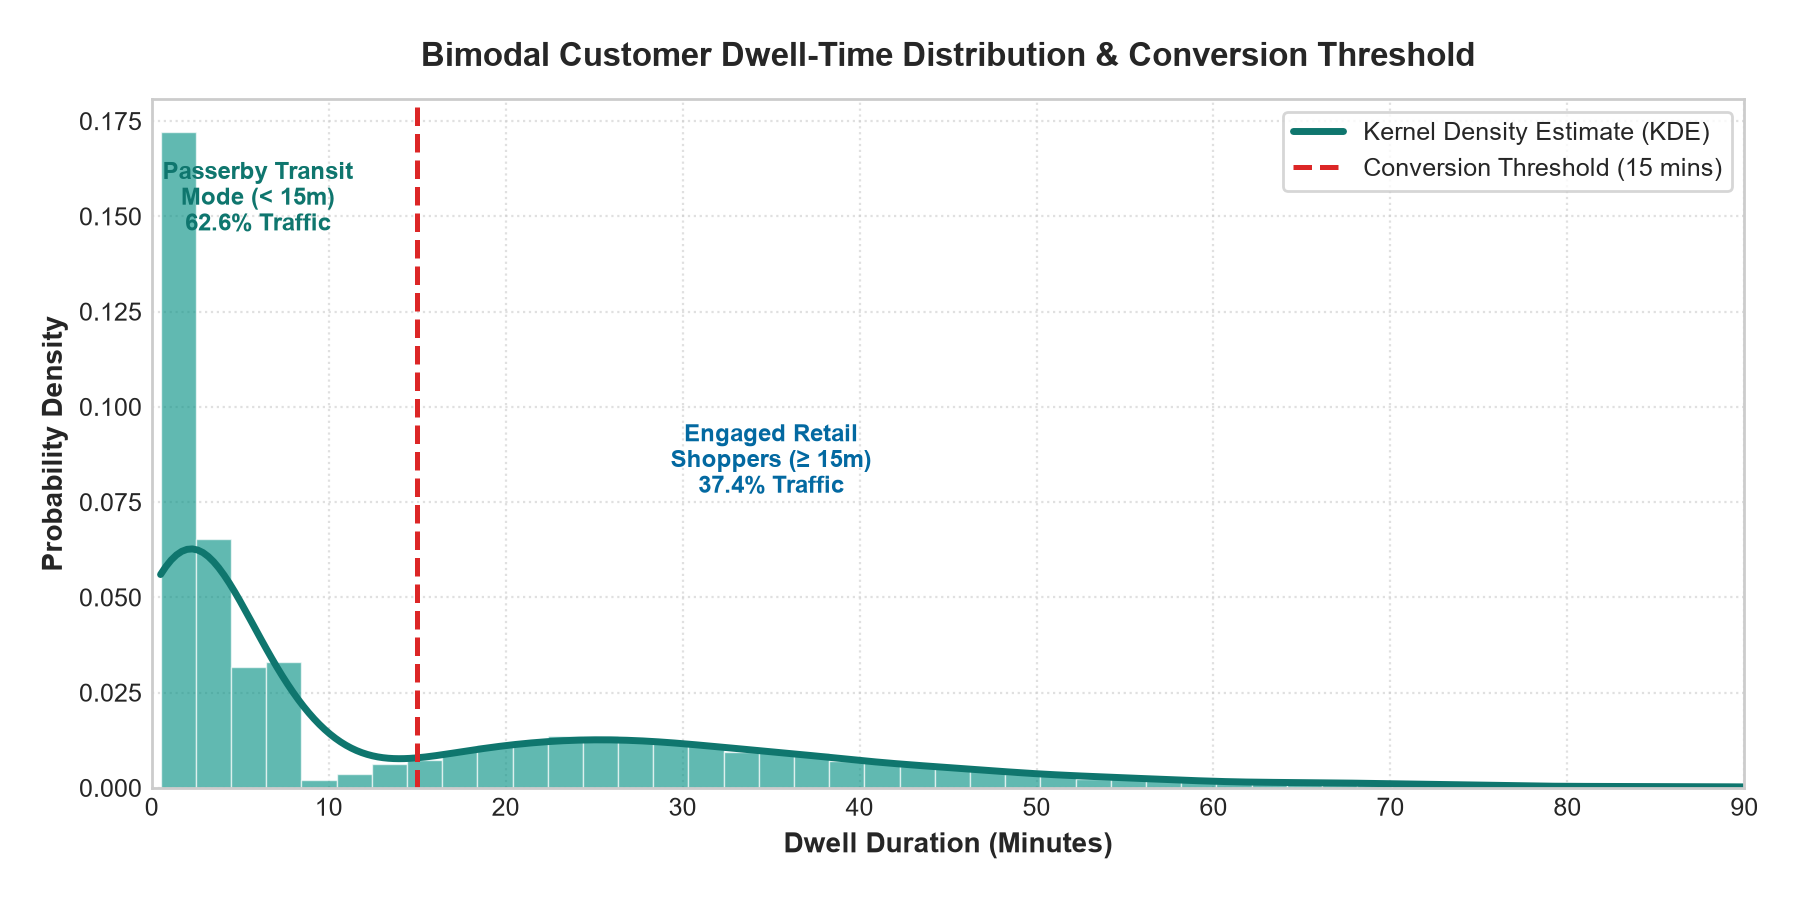 Bimodal Customer Dwell-Time Distribution & Conversion Threshold
Kernel Density Estimate (KDE)
Conversion Threshold (15 mins)
Passerby Transit
Mode (< 15m)
62.6% Traffic
Engaged Retail
Shoppers (≥ 15m)
37.4% Traffic
Probability Density
0.175
0.150
0.125
0.100
0.075
0.050
0.025
0.000
0 10 20 30 40 50 60 70 80 90
Dwell Duration (Minutes)